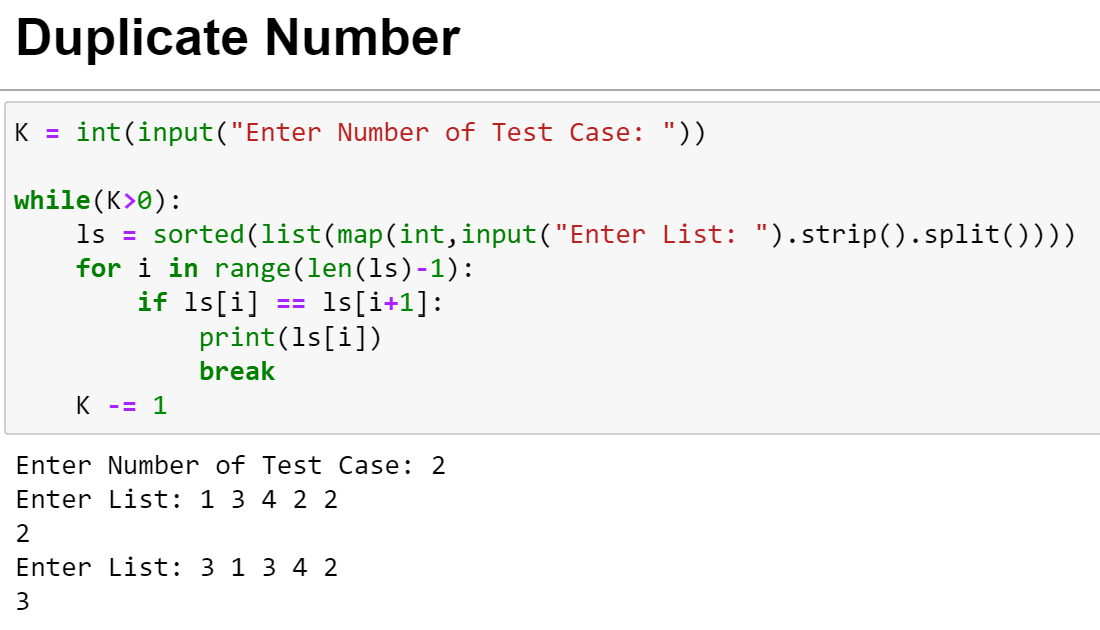 Duplicate Number
K = int(input("Enter Number of Test Case: "))
while(K>0):
    ls = sorted(list(map(int,input("Enter List: ").strip().split())))
    for i in range(len(ls)-1):
        if ls[i] == ls[i+1]:
            print(ls[i])
            break
    K -= 1
Enter Number of Test Case: 2
Enter List: 1 3 4 2 2
2
Enter List: 3 1 3 4 2
3